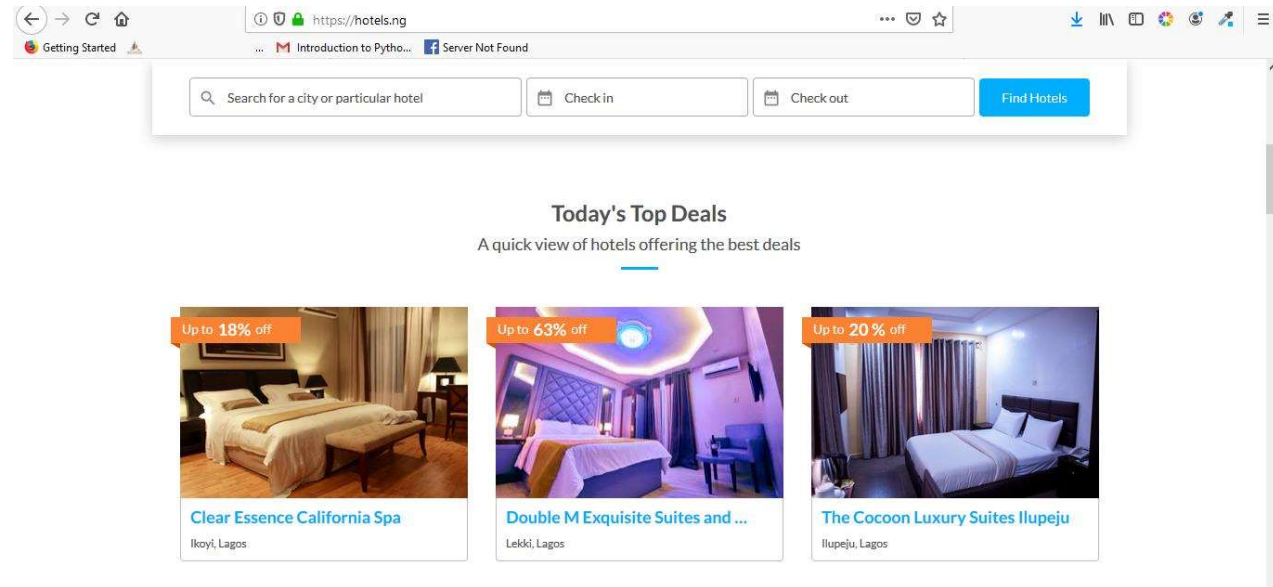 https://hotels.ng
Getting Started
... Introduction to Pytho... Server Not Found
Search for a city or particular hotel
Check in
Check out
Find Hotels
Today's Top Deals
A quick view of hotels offering the best deals
Up to 18% off
Up to 63% off
Up to 20 % off
Clear Essence California Spa
Ikoyi, Lagos
Double M Exquisite Suites and ...
Lekki, Lagos
The Cocoon Luxury Suites Ilupeju
Ilupeju, Lagos